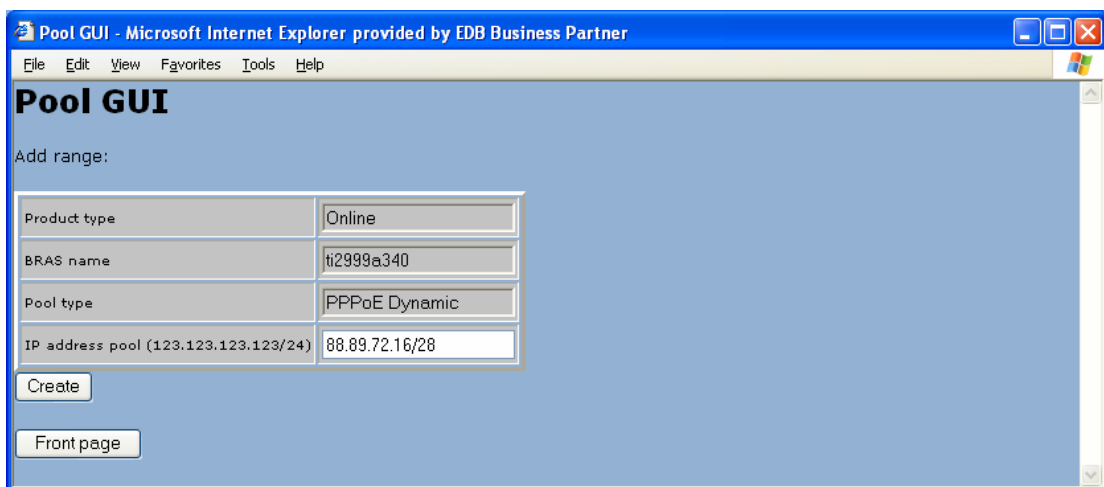 Pool GUI - Microsoft Internet Explorer provided by EDB Business Partner
File Edit View Favorites Tools Help
Pool GUI
Add range:
Product type Online
BRAS name ti2999a340
Pool type PPPoE Dynamic
IP address pool (123.123.123.123/24) 88.89.72.16/28
Create
Front page